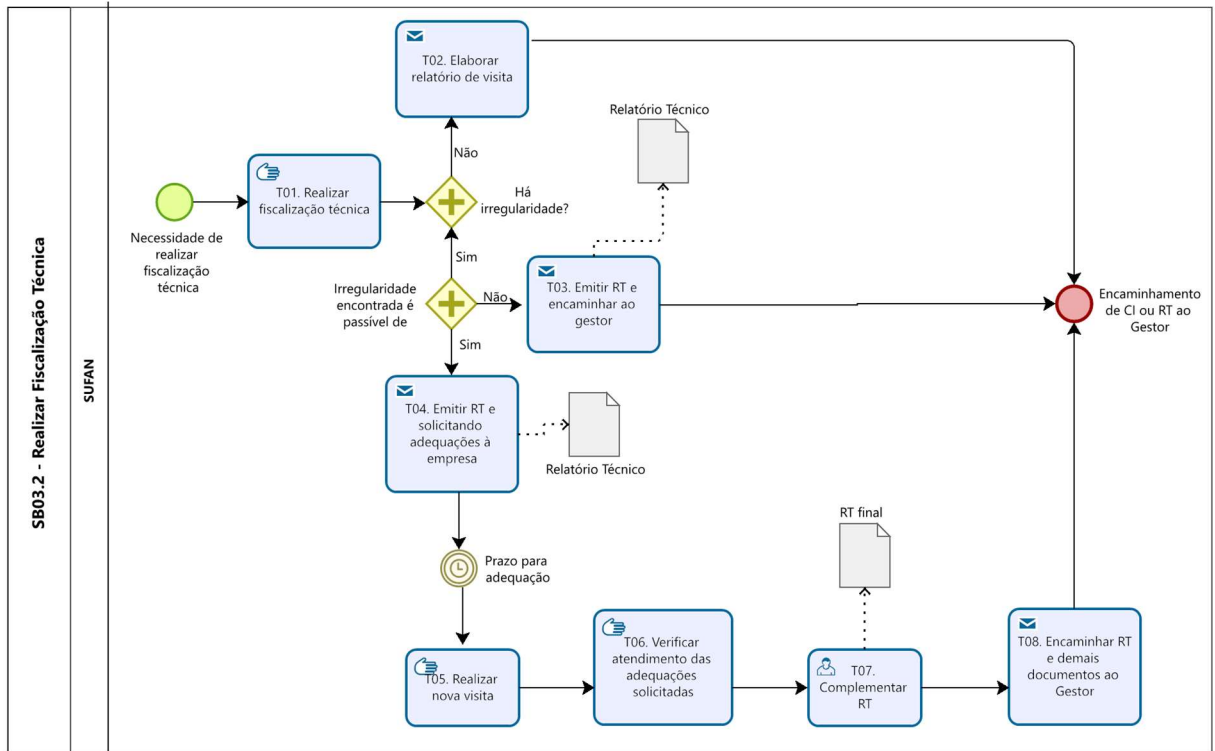 SB03.2 - Realizar Fiscalização Técnica
SUFAN
T02. Elaborar
relatório de visita
Relatório Técnico
Não
T01. Realizar
fiscalização técnica
Há
irregularidade?
Necessidade de
realizar
fiscalização
técnica
Sim
Irregularidade
encontrada é
passível de
Não
T03. Emitir RT e
encaminhar ao
gestor
Encaminhamento
de CI ou RT ao
Gestor
Sim
T04. Emitir RT e
solicitando
adequações à
empresa
Relatório Técnico
RT final
Prazo para
adequação
T05. Realizar
nova visita
T06. Verificar
atendimento das
adequações
solicitadas
T07.
Complementar
RT
T08. Encaminhar RT
e demais
documentos ao
Gestor